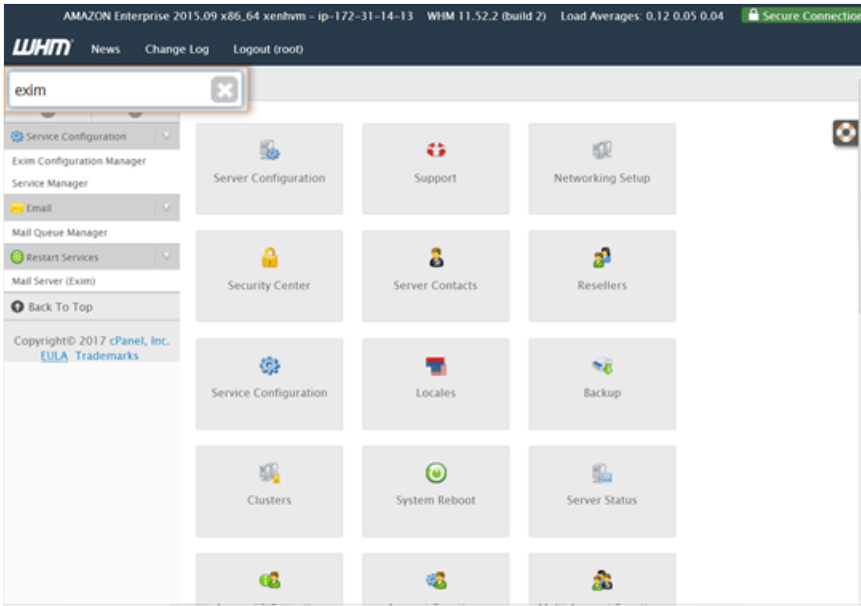 AMAZON Enterprise 2015.09 x86_64 xenhvm - ip-172-31-14-13 WHM 11.52.2 (build 2) Load Averages: 0.12 0.05 0.04 Secure Connection
WHM News Change Log Logout (root)
exim
Service Configuration
Exim Configuration Manager
Service Manager
Email
Mail Queue Manager
Restart Services
Mail Server (Exim)
Back To Top
Copyright© 2017 cPanel, Inc.
EULA Trademarks
Server Configuration Support Networking Setup
Security Center Server Contacts Resellers
Service Configuration Locales Backup
Clusters System Reboot Server Status